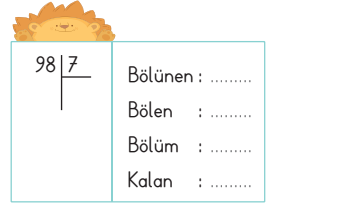 98 7
Bölünen : .........
Bölen : .........
Bölüm : .........
Kalan : .........